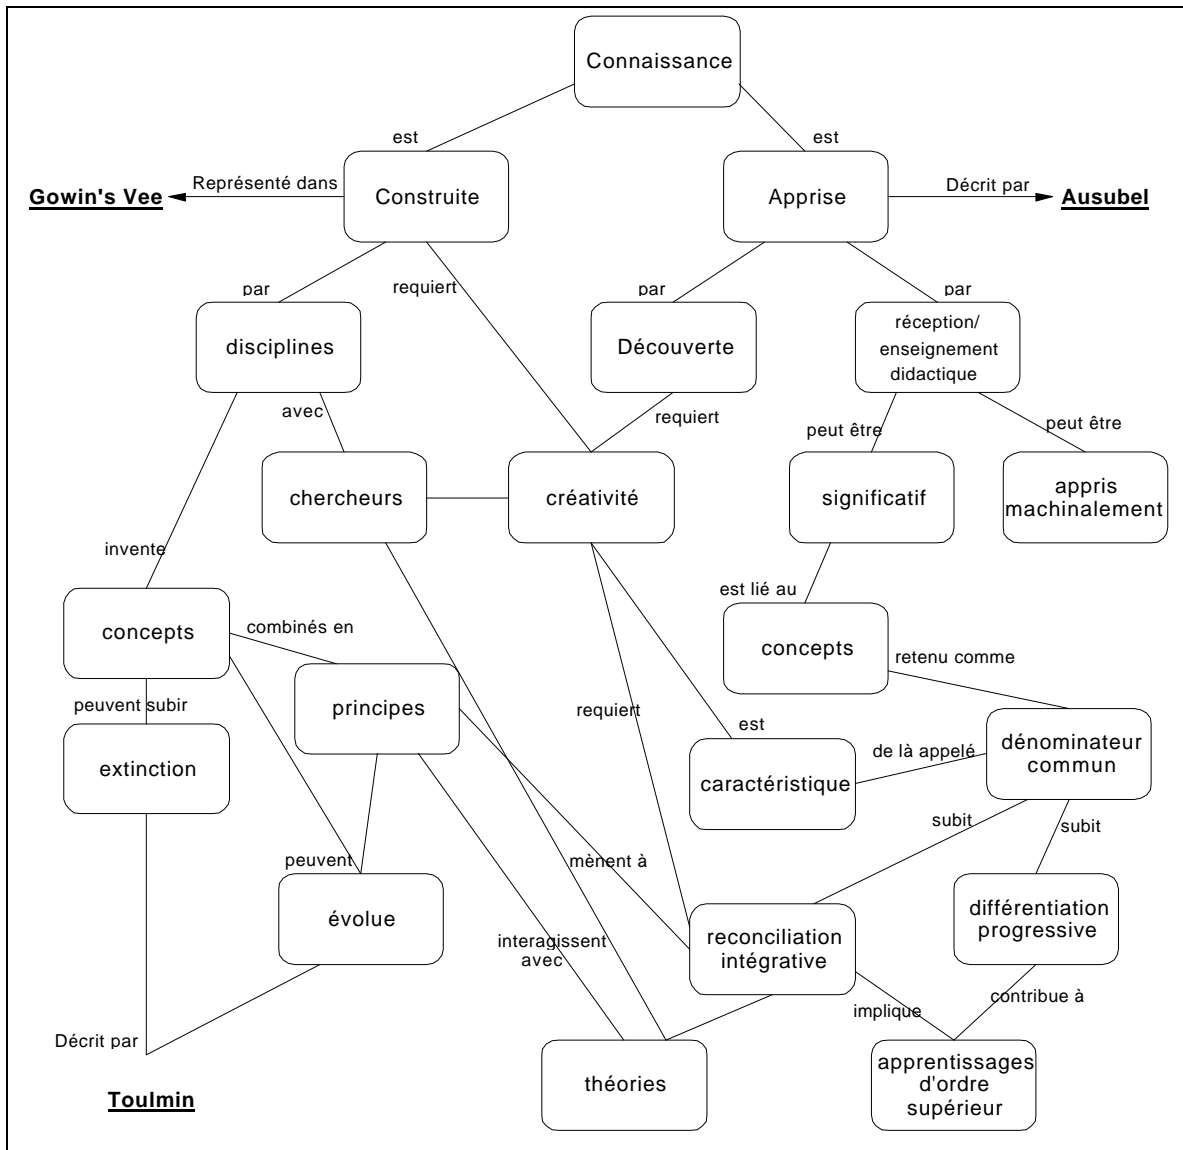 Connaissance
est
est
Gowin's Vee
Représenté dans
Construite
Apprise
Décrit par
Ausubel
par
requiert
par
par
disciplines
Découverte
réception/
enseignement
didactique
avec
requiert
peut être
peut être
chercheurs
créativité
significatif
appris
machinalement
invente
est lié au
concepts
combinés en
concepts
retenu comme
peuvent subir
principes
requiert
est
extinction
caractéristique
de là appelé
dénominateur
commun
subit
subit
peuvent
mènent à
évolue
interagissent
avec
reconciliation
intégrative
différentiation
progressive
implique
contribue à
Décrit par
Toulmin
théories
apprentissages
d'ordre
supérieur